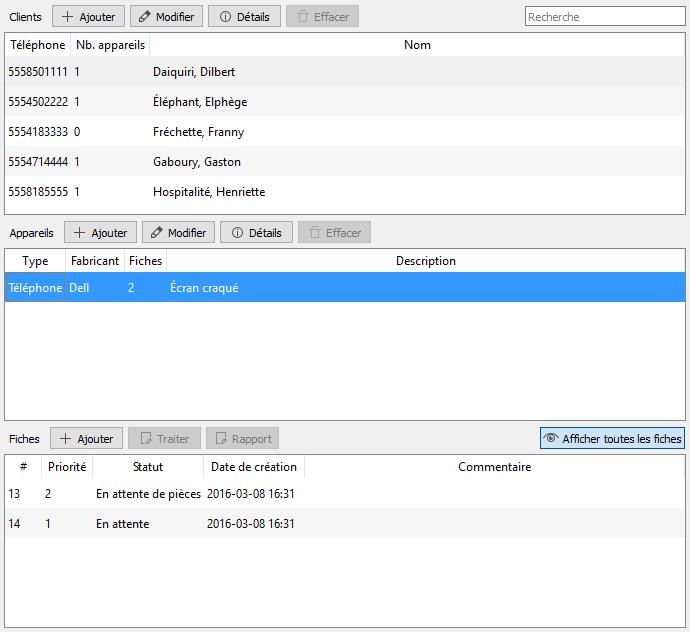 Clients Ajouter Modifier Détails Effacer Recherche
Téléphone Nb. appareils Nom
5558501111 1 Daiquiri, Dilbert
5554502222 1 Éléphant, Elphège
5554183333 0 Fréchette, Franny
5554714444 1 Gaboury, Gaston
5558185555 1 Hospitalité, Henriette
Appareils Ajouter Modifier Détails Effacer
Type Fabricant Fiches Description
Téléphone Dell 2 Écran craqué
Fiches Ajouter Traiter Rapport Afficher toutes les fiches
# Priorité Statut Date de création Commentaire
13 2 En attente de pièces 2016-03-08 16:31
14 1 En attente 2016-03-08 16:31